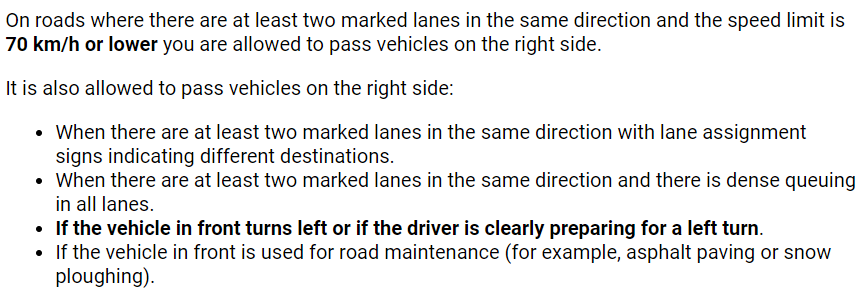 On roads where there are at least two marked lanes in the same direction and the speed limit is
70 km/h or lower you are allowed to pass vehicles on the right side.
It is also allowed to pass vehicles on the right side:
• When there are at least two marked lanes in the same direction with lane assignment
signs indicating different destinations.
• When there are at least two marked lanes in the same direction and there is dense queuing
in all lanes.
• If the vehicle in front turns left or if the driver is clearly preparing for a left turn.
• If the vehicle in front is used for road maintenance (for example, asphalt paving or snow
ploughing).